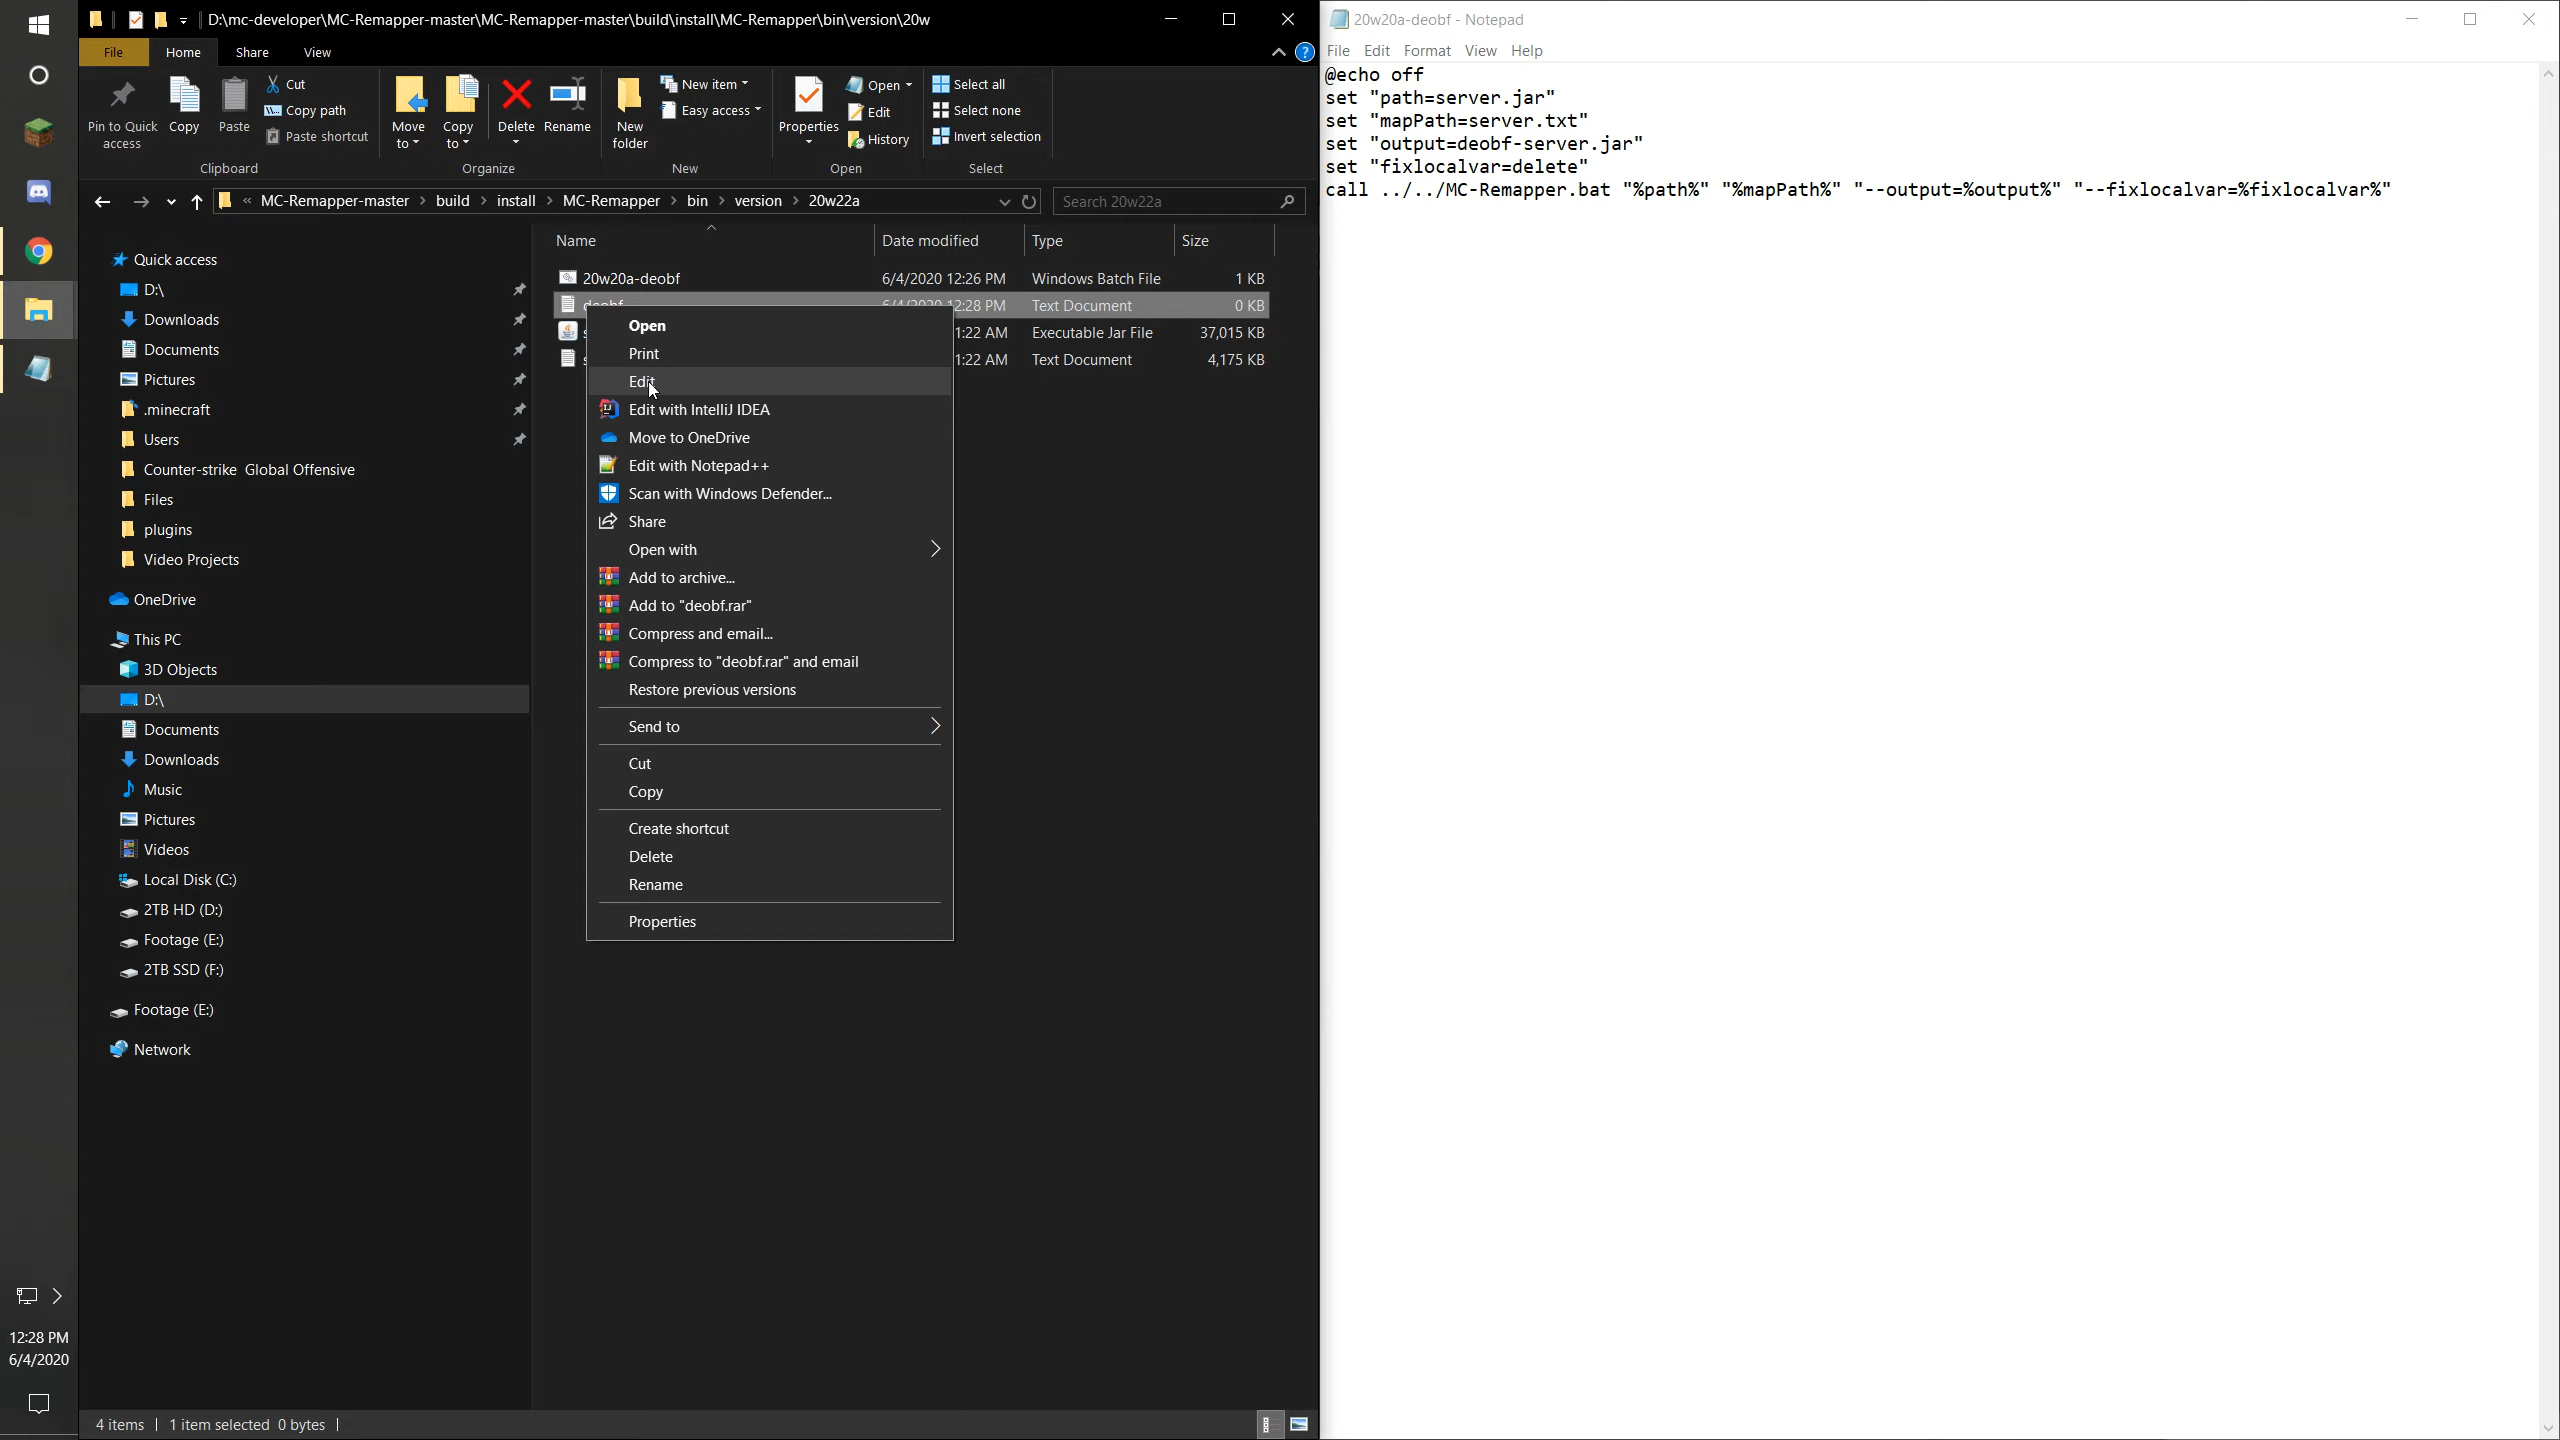 D:\mc-developer\MC-Remapper-master\MC-Remapper-master\build\install\MC-Remapper\bin\version\20w
File Home Share View
Pin to Quick access
Copy
Paste
Cut
Copy path
Paste shortcut
Clipboard
Move to
Copy to
Delete
Rename
Organize
New folder
New item
Easy access
New
Properties
Open
Edit
History
Open
Select all
Select none
Invert selection
Select
« MC-Remapper-master > build > install > MC-Remapper > bin > version > 20w22a
Search 20w22a
Quick access
D:\
Downloads
Documents
Pictures
.minecraft
Users
Counter-strike Global Offensive
Files
plugins
Video Projects
OneDrive
This PC
3D Objects
D:\
Documents
Downloads
Music
Pictures
Videos
Local Disk (C:)
2TB HD (D:)
Footage (E:)
2TB SSD (F:)
Footage (E:)
Network
Name Date modified Type Size
20w20a-deobf 6/4/2020 12:26 PM Windows Batch File 1 KB
deobf 6/4/2020 12:28 PM Text Document 0 KB
1:22 AM Executable Jar File 37,015 KB
1:22 AM Text Document 4,175 KB
Open
Print
Edit
Edit with IntelliJ IDEA
Move to OneDrive
Edit with Notepad++
Scan with Windows Defender...
Share
Open with
Add to archive...
Add to "deobf.rar"
Compress and email...
Compress to "deobf.rar" and email
Restore previous versions
Send to
Cut
Copy
Create shortcut
Delete
Rename
Properties
4 items 1 item selected 0 bytes
12:28 PM
6/4/2020
20w20a-deobf - Notepad
File Edit Format View Help
@echo off
set "path=server.jar"
set "mapPath=server.txt"
set "output=deobf-server.jar"
set "fixlocalvar=delete"
call ../../MC-Remapper.bat "%path%" "%mapPath%" "--output=%output%" "--fixlocalvar=%fixlocalvar%"